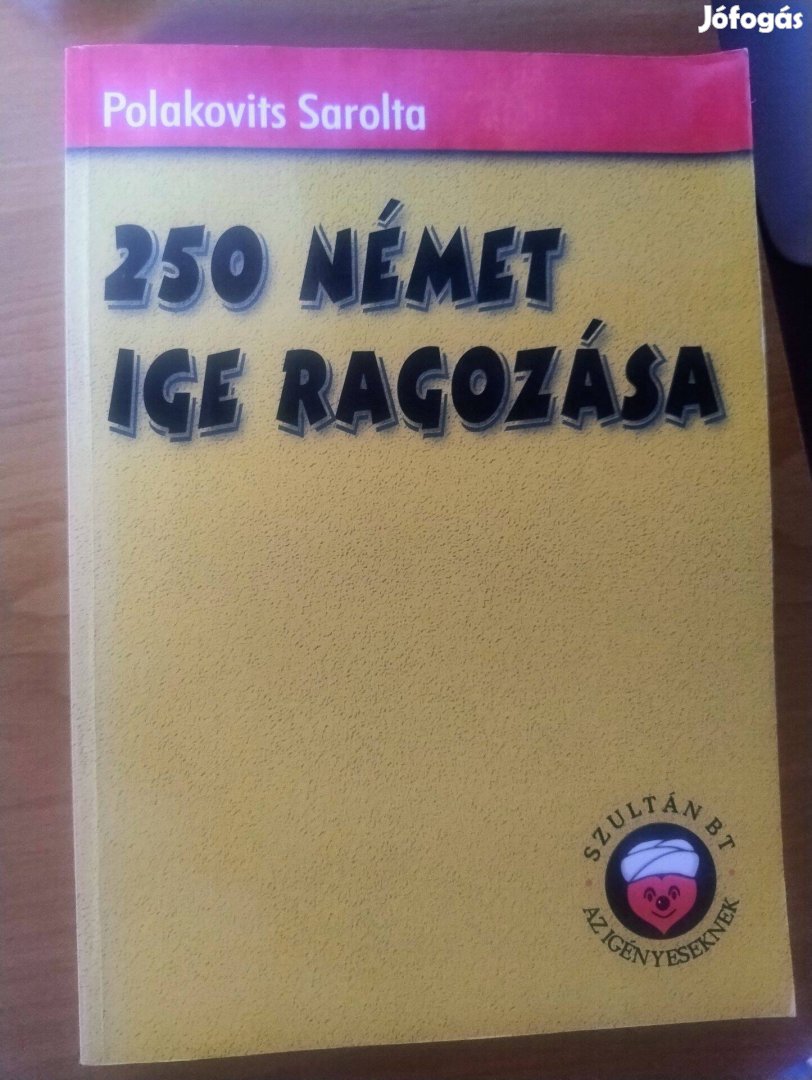 Jófogás
Polakovits Sarolta
250 NÉMET
IGE RAGOZÁSA
SZULTÁN BT
AZ IGÉNYESEKNEK